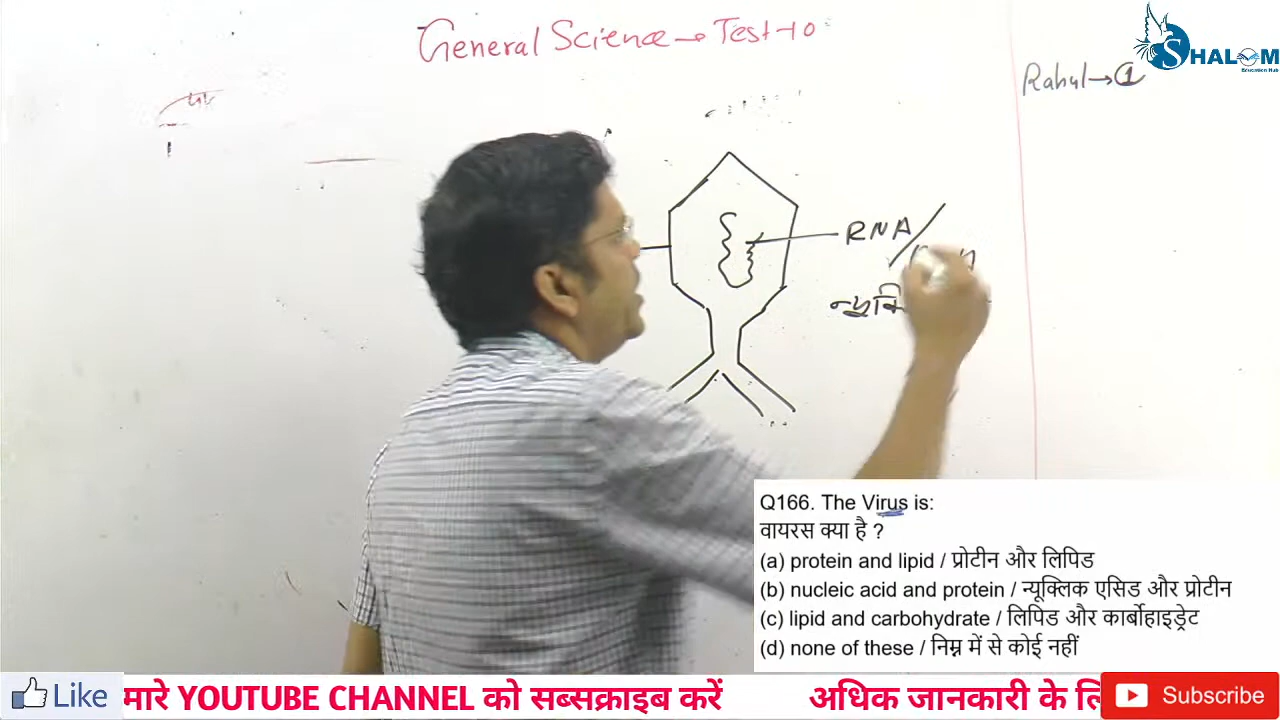 General Science → Test-10
SHALOM
Education Hub
Rahul → 1
RNA/
न्यूक्लि
Q166. The Virus is:
वायरस क्या है ?
(a) protein and lipid / प्रोटीन और लिपिड
(b) nucleic acid and protein / न्यूक्लिक एसिड और प्रोटीन
(c) lipid and carbohydrate / लिपिड और कार्बोहाइड्रेट
(d) none of these / निम्न में से कोई नहीं
Like
मारे YOUTUBE CHANNEL को सब्सक्राइब करें अधिक जानकारी के लि
Subscribe